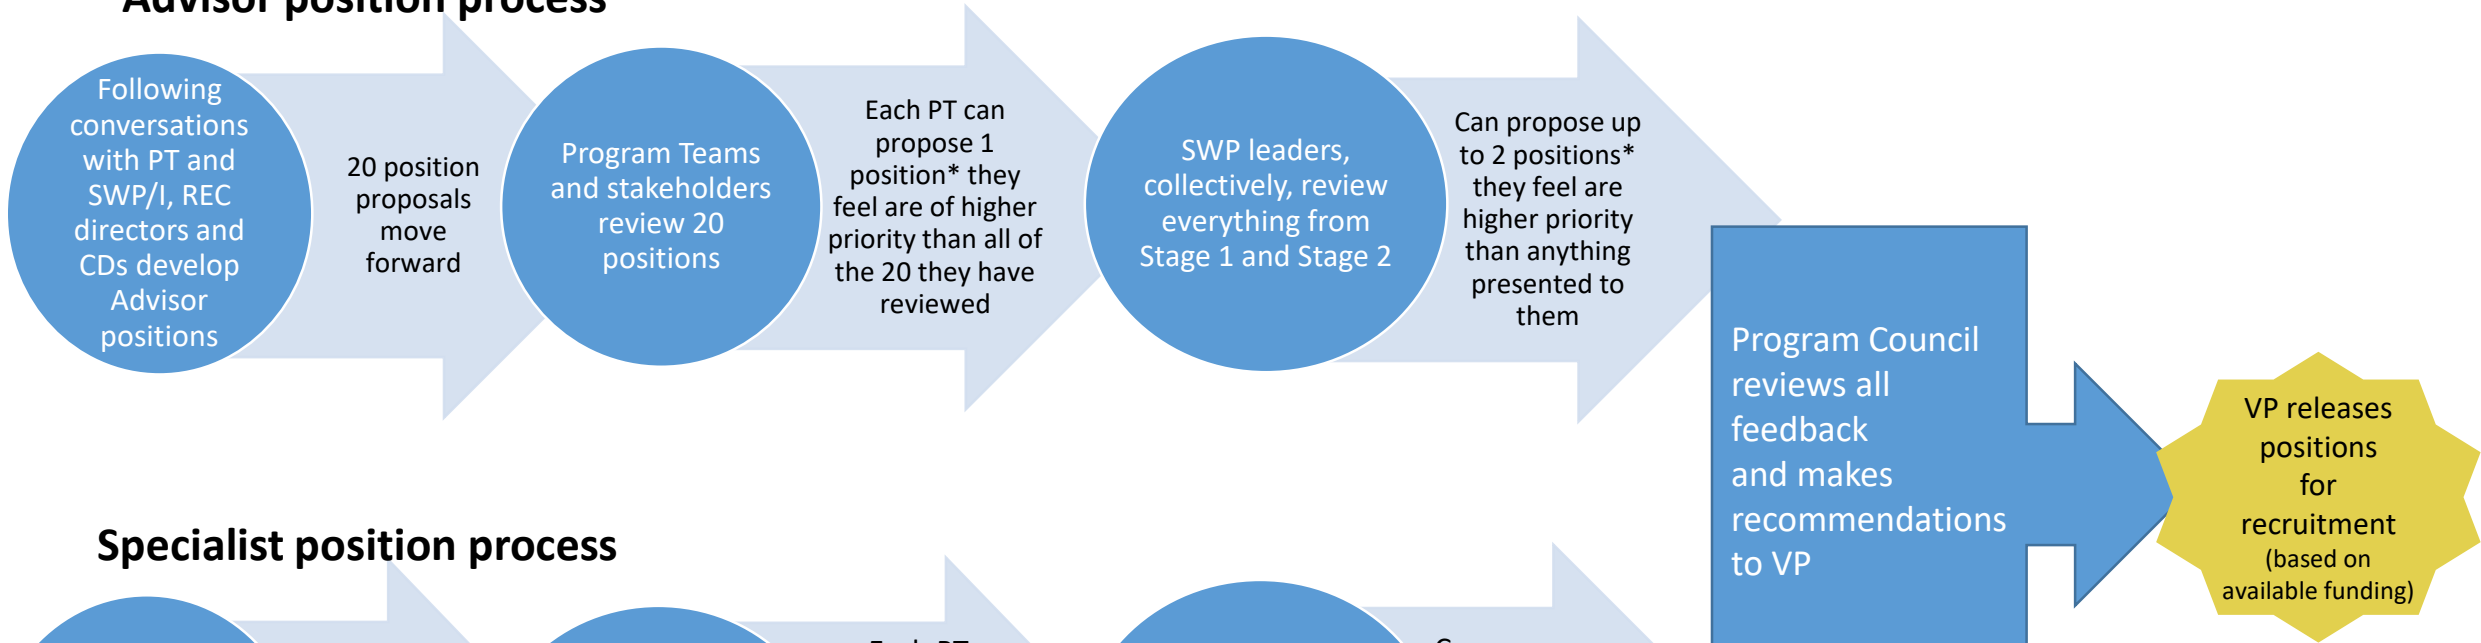 Advisor position process
Following
conversations
with PT and
SWP/I, REC
directors and
CDs develop
Advisor
positions
20 position
proposals
move
forward
Program Teams
and stakeholders
review 20
positions
Each PT can
propose 1
position* they
feel are of higher
priority than all of
the 20 they have
reviewed
SWP leaders,
collectively, review
everything from
Stage 1 and Stage 2
Can propose up
to 2 positions*
they feel are
higher priority
than anything
presented to
them
Program Council
reviews all
feedback
and makes
recommendations
to VP
VP releases
positions
for
recruitment
(based on
available funding)
Specialist position process